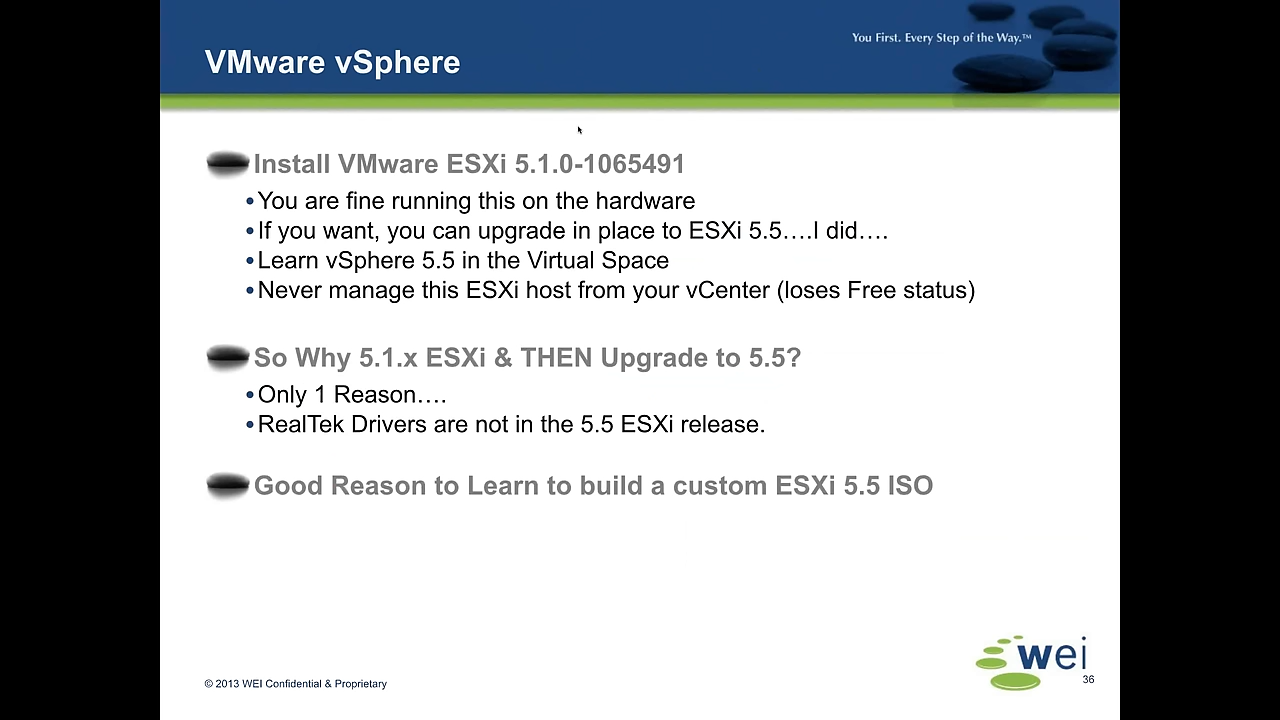 You First. Every Step of the Way.™
VMware vSphere
Install VMware ESXi 5.1.0-1065491
•You are fine running this on the hardware
•If you want, you can upgrade in place to ESXi 5.5….I did….
•Learn vSphere 5.5 in the Virtual Space
•Never manage this ESXi host from your vCenter (loses Free status)
So Why 5.1.x ESXi & THEN Upgrade to 5.5?
•Only 1 Reason….
•RealTek Drivers are not in the 5.5 ESXi release.
Good Reason to Learn to build a custom ESXi 5.5 ISO
wei
© 2013 WEI Confidential & Proprietary
36